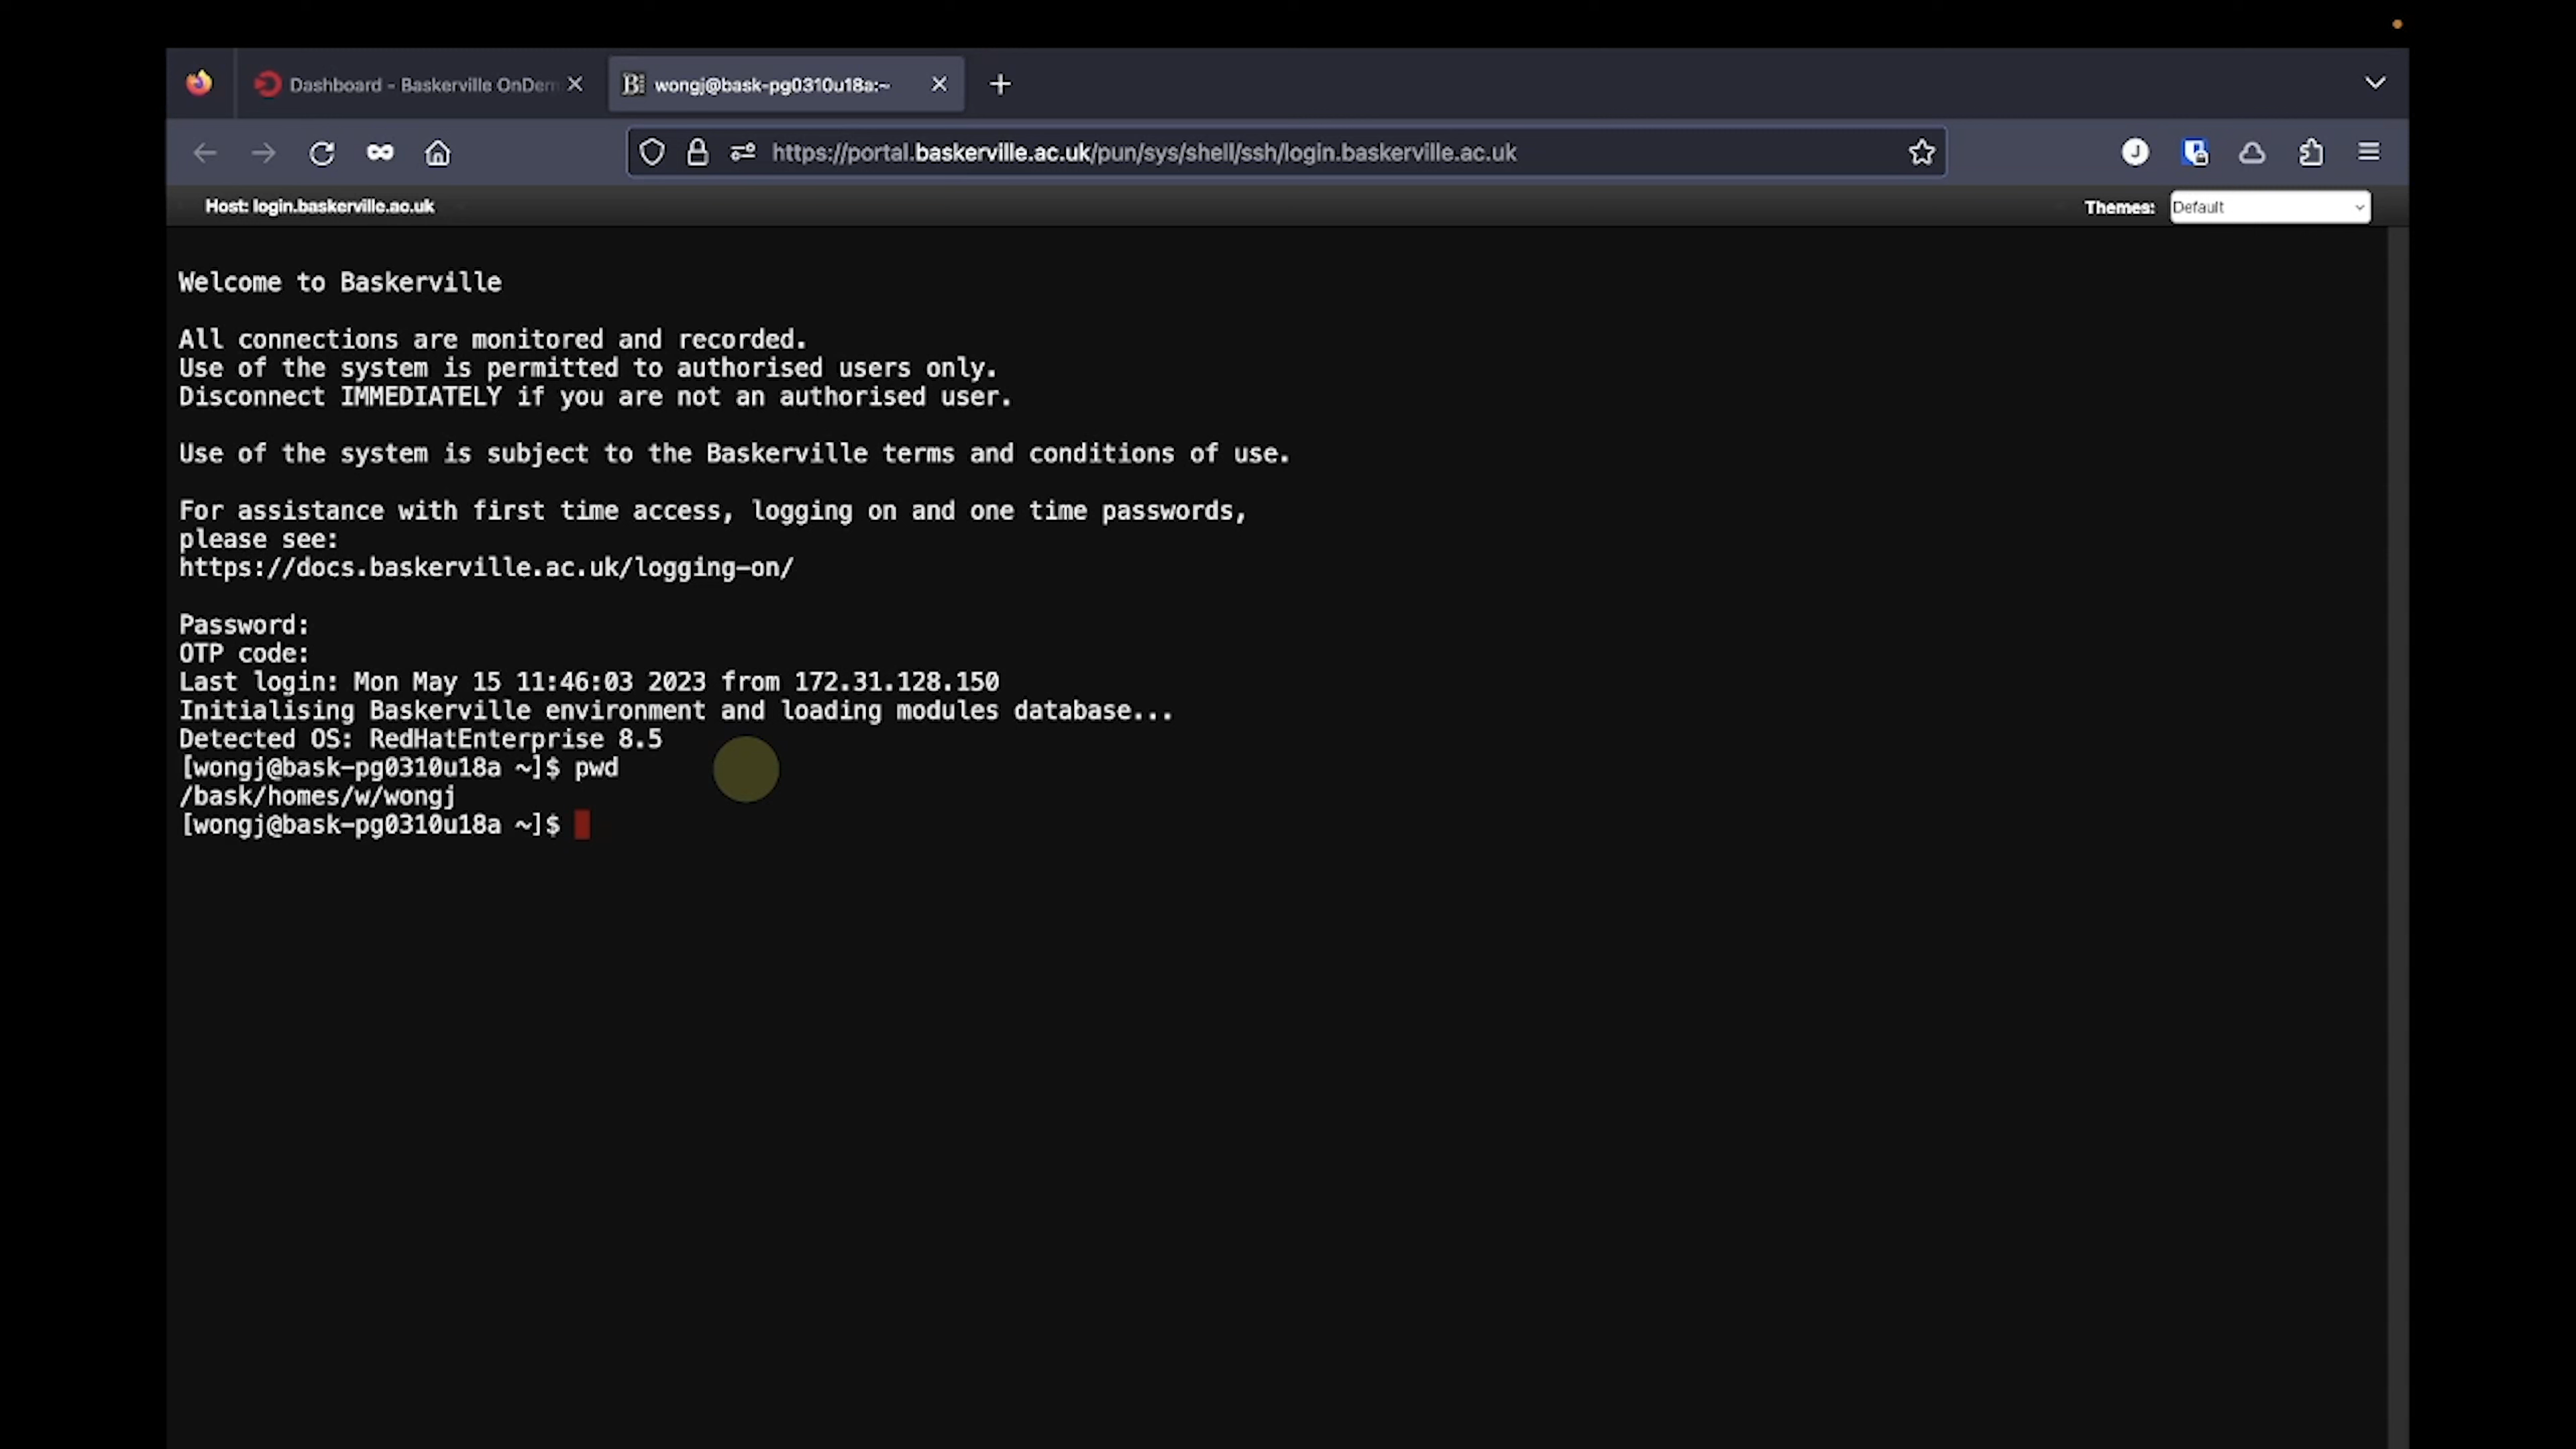 Dashboard - Baskerville OnDem
wongj@bask-pg0310u18a:~
https://portal.baskerville.ac.uk/pun/sys/shell/ssh/login.baskerville.ac.uk
J
Host: login.baskerville.ac.uk
Themes: Default
Welcome to Baskerville
All connections are monitored and recorded.
Use of the system is permitted to authorised users only.
Disconnect IMMEDIATELY if you are not an authorised user.
Use of the system is subject to the Baskerville terms and conditions of use.
For assistance with first time access, logging on and one time passwords,
please see:
https://docs.baskerville.ac.uk/logging-on/
Password:
OTP code:
Last login: Mon May 15 11:46:03 2023 from 172.31.128.150
Initialising Baskerville environment and loading modules database...
Detected OS: RedHatEnterprise 8.5
[wongj@bask-pg0310u18a ~]$ pwd
/bask/homes/w/wongj
[wongj@bask-pg0310u18a ~]$